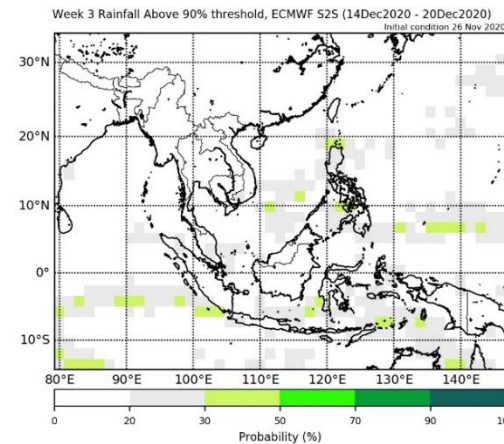 Week 3 Rainfall Above 90% threshold, ECMWF S2S (14Dec2020 - 20Dec2020)
Initial condition 26 Nov 2020
30°N
20°N
10°N
0°
10°S
80°E 90°E 100°E 110°E 120°E 130°E 140°E
0 20 30 50 70 90
Probability (%)